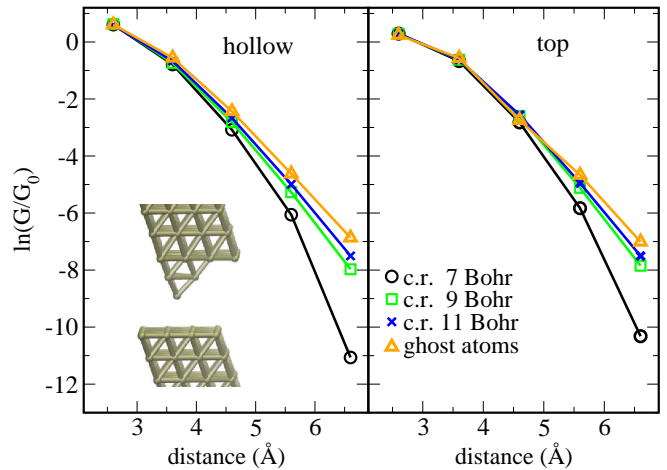 hollow
top
0
-2
-4
-6
-8
-10
-12
ln(G/G0)
c.r. 7 Bohr
c.r. 9 Bohr
c.r. 11 Bohr
ghost atoms
3 4 5 6
3 4 5 6
distance (Å)
distance (Å)